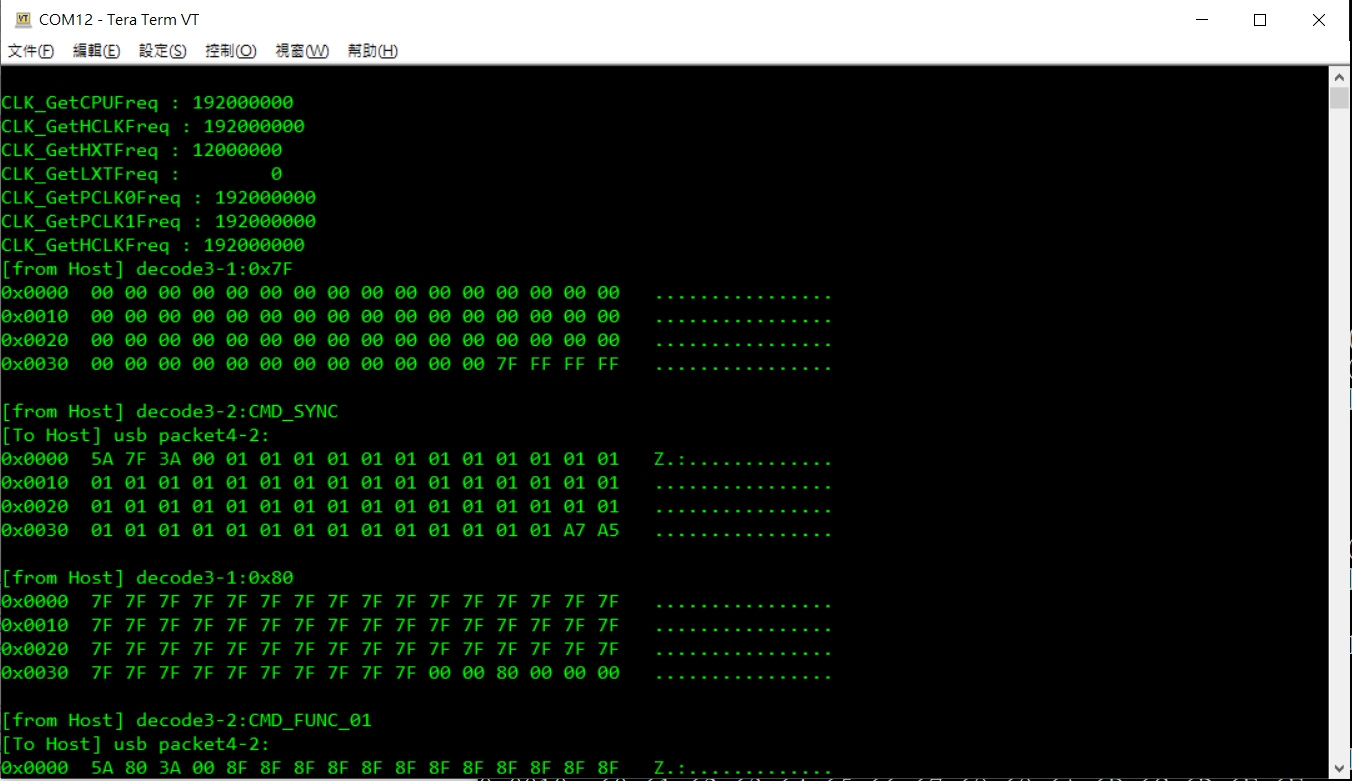 COM12 - Tera Term VT
文件(F) 編輯(E) 設定(S) 控制(O) 視窗(W) 幫助(H)
CLK_GetCPUFreq : 192000000
CLK_GetHCLKFreq : 192000000
CLK_GetHXTFreq : 12000000
CLK_GetLXTFreq :        0
CLK_GetPCLK0Freq : 192000000
CLK_GetPCLK1Freq : 192000000
CLK_GetHCLKFreq : 192000000
[from Host] decode3-1:0x7F
0x0000  00 00 00 00 00 00 00 00 00 00 00 00 00 00 00 00   ................
0x0010  00 00 00 00 00 00 00 00 00 00 00 00 00 00 00 00   ................
0x0020  00 00 00 00 00 00 00 00 00 00 00 00 00 00 00 00   ................
0x0030  00 00 00 00 00 00 00 00 00 00 00 00 7F FF FF FF   ................
[from Host] decode3-2:CMD_SYNC
[To Host] usb packet4-2:
0x0000  5A 7F 3A 00 01 01 01 01 01 01 01 01 01 01 01 01   Z.:.............
0x0010  01 01 01 01 01 01 01 01 01 01 01 01 01 01 01 01   ................
0x0020  01 01 01 01 01 01 01 01 01 01 01 01 01 01 01 01   ................
0x0030  01 01 01 01 01 01 01 01 01 01 01 01 01 01 A7 A5   ................
[from Host] decode3-1:0x80
0x0000  7F 7F 7F 7F 7F 7F 7F 7F 7F 7F 7F 7F 7F 7F 7F 7F   ................
0x0010  7F 7F 7F 7F 7F 7F 7F 7F 7F 7F 7F 7F 7F 7F 7F 7F   ................
0x0020  7F 7F 7F 7F 7F 7F 7F 7F 7F 7F 7F 7F 7F 7F 7F 7F   ................
0x0030  7F 7F 7F 7F 7F 7F 7F 7F 7F 7F 00 00 80 00 00 00   ................
[from Host] decode3-2:CMD_FUNC_01
[To Host] usb packet4-2:
0x0000  5A 80 3A 00 8F 8F 8F 8F 8F 8F 8F 8F 8F 8F 8F 8F   Z.:.............